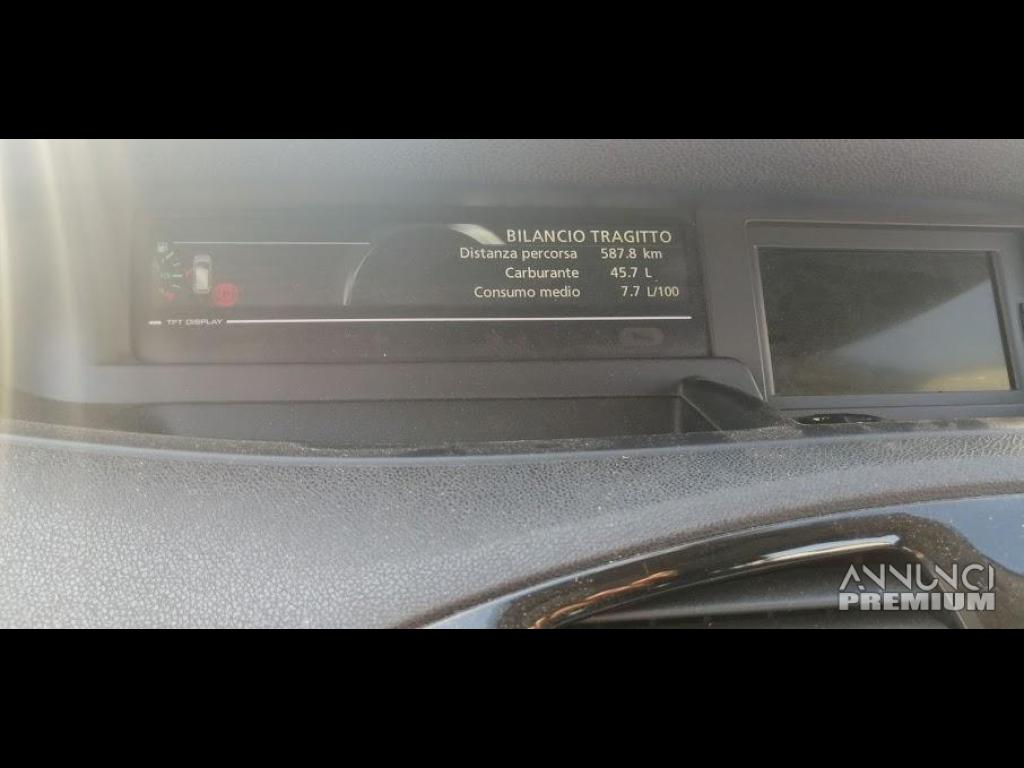 BILANCIO TRAGITTO
Distanza percorsa 587.8 km
Carburante 45.7 L
Consumo medio 7.7 L/100
TFT DISPLAY
ANNUNCI
PREMIUM